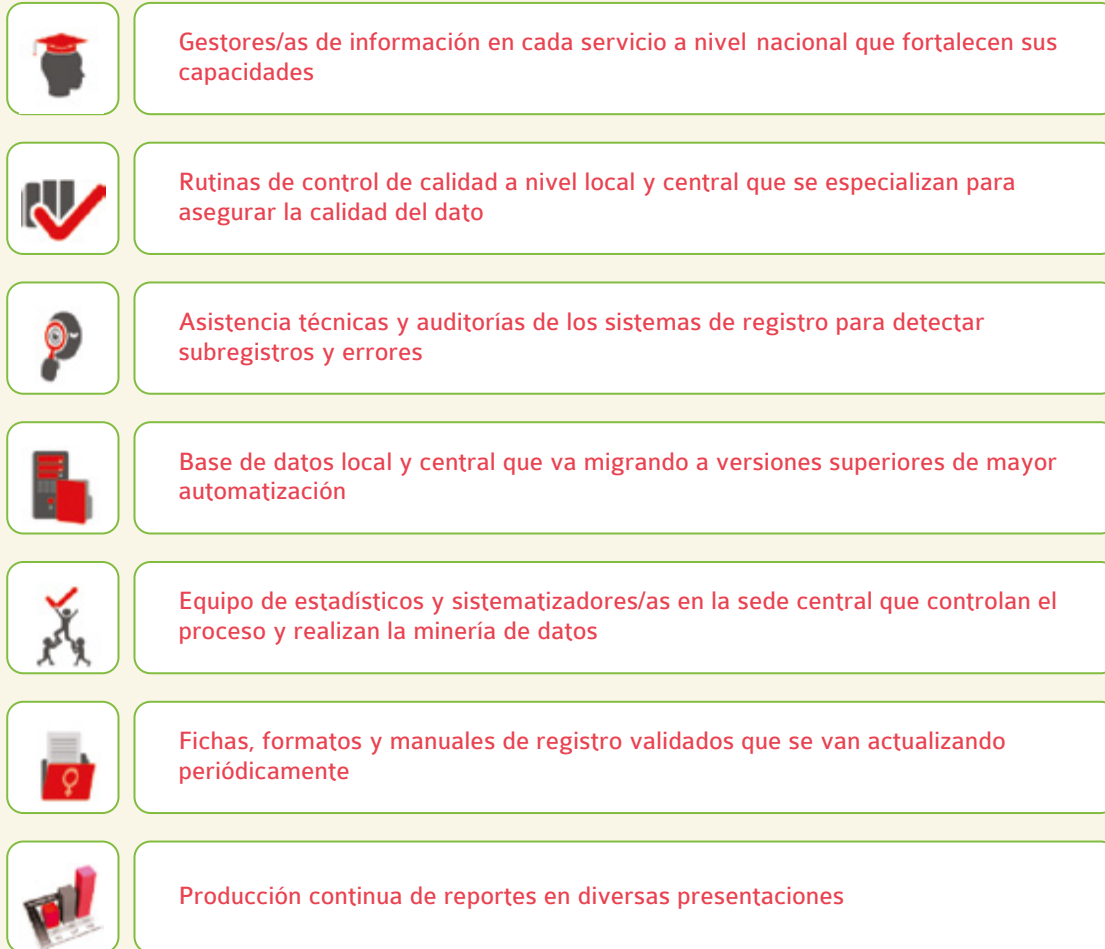 Gestores/as de información en cada servicio a nivel nacional que fortalecen sus
capacidades
Rutinas de control de calidad a nivel local y central que se especializan para
asegurar la calidad del dato
Asistencia técnicas y auditorías de los sistemas de registro para detectar
subregistros y errores
Base de datos local y central que va migrando a versiones superiores de mayor
automatización
Equipo de estadísticos y sistematizadores/as en la sede central que controlan el
proceso y realizan la minería de datos
Fichas, formatos y manuales de registro validados que se van actualizando
periódicamente
Producción continua de reportes en diversas presentaciones